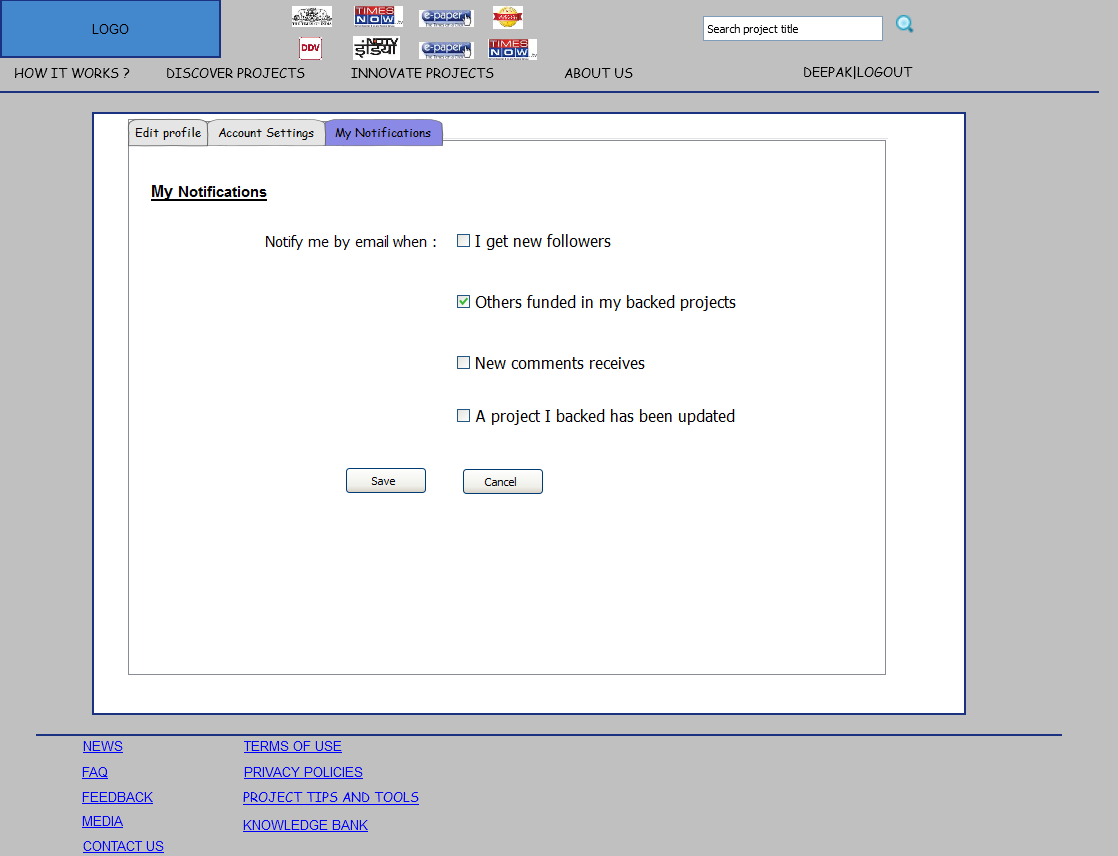 LOGO
TIMES
NOW
e-paper
DDV
NDTV
इंडिया
e-paper
TIMES
NOW
Search project title
HOW IT WORKS ? DISCOVER PROJECTS INNOVATE PROJECTS ABOUT US DEEPAK|LOGOUT
Edit profile Account Settings My Notifications
My Notifications
Notify me by email when : I get new followers
Others funded in my backed projects
New comments receives
A project I backed has been updated
Save Cancel
NEWS TERMS OF USE
FAQ PRIVACY POLICIES
FEEDBACK PROJECT TIPS AND TOOLS
MEDIA
KNOWLEDGE BANK
CONTACT US